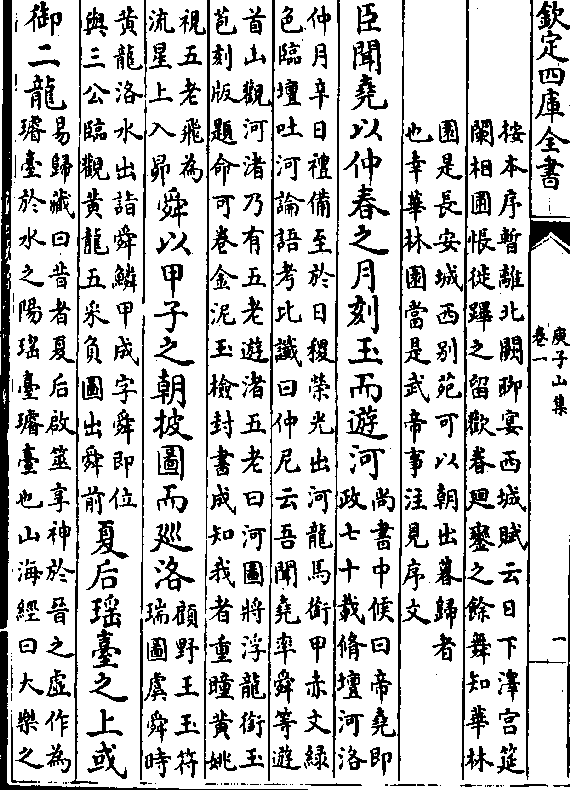 欽定四庫全書
庾子山集
卷一
一
按本序暫離北闕聊宴西城賦云日下澤宮筵
闌相圃悵徙蹕之留歡眷廻鑾之餘舞知華林
園是長安城西别苑可以朝出暮歸者
也幸華林園當是武帝事注見序文
臣聞堯以仲春之月刻玉而遊河
尚書中候曰帝堯即
政七十載脩壇河洛
仲月辛日禮備至於日稷榮光出河龍馬銜甲赤文緑
色臨壇吐河論語考比讖曰仲尼云吾聞堯率舜等遊
首山觀河渚乃有五老遊渚五老曰河圖將浮龍銜玉
苞刻版題命可卷金泥玉檢封書成知我者重瞳黄姚
視五老飛為
流星上入昴
舜以甲子之朝披圖而廵洛
顧野王玉符
瑞圖虞舜時
黄龍洛水出詣舜鱗甲成字舜即位
與三公臨觀黄龍五采負圖出舜前
夏后瑶臺之上或
御二龍
易歸藏曰昔者夏后啟筮享神於晉之虚作為
璿臺於水之陽瑶臺璿臺也山海經曰大樂之